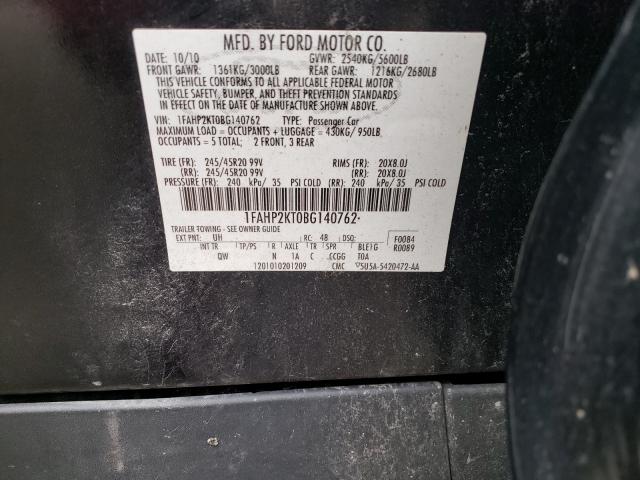 MFD. BY FORD MOTOR CO.
DATE: 10/10 GVWR: 2540KG/5600LB
FRONT GAWR: 1361KG/3000LB REAR GAWR: 1216KG/2680LB
THIS VEHICLE CONFORMS TO ALL APPLICABLE FEDERAL MOTOR
VEHICLE SAFETY, BUMPER, AND THEFT PREVENTION STANDARDS
IN EFFECT ON THE DATE OF MANUFACTURE SHOWN ABOVE.
VIN: 1FAHP2KT0BG140762 TYPE: Passenger Car
MAXIMUM LOAD = OCCUPANTS + LUGGAGE = 430KG/950LB.
OCCUPANTS = 5 TOTAL; 2 FRONT, 3 REAR
TIRE (FR): 245/45R20 99V RIMS (FR): 20X8.0J
(RR): 245/45R20 99V (RR): 20X8.0J
PRESSURE (FR): 240 kPa/ 35 PSI COLD (RR): 240 kPa/ 35 PSI COLD
1FAHP2KT0BG140762
TRAILER TOWING - SEE OWNER GUIDE
EXT PNT: UH RC: 48 DSO: F0084
INT TR TP/PS R AXLE TR SPR BLE1G R0089
QW N 1A C CCGG T0A
1201010201209 CMC 5U5A-5420472-AA